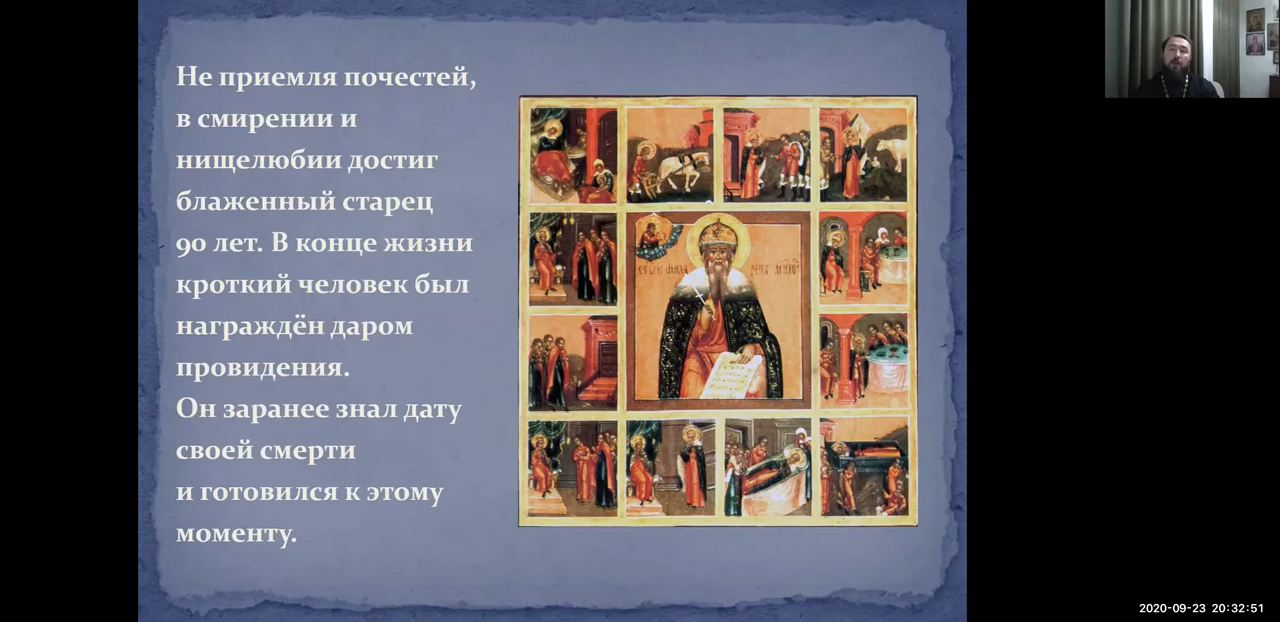 Не приемля почестей,
в смирении и
нищелюбии достиг
блаженный старец
90 лет. В конце жизни
кроткий человек был
награждён даром
провидения.
Он заранее знал дату
своей смерти
и готовился к этому
моменту.
2020-09-23 20:32:51